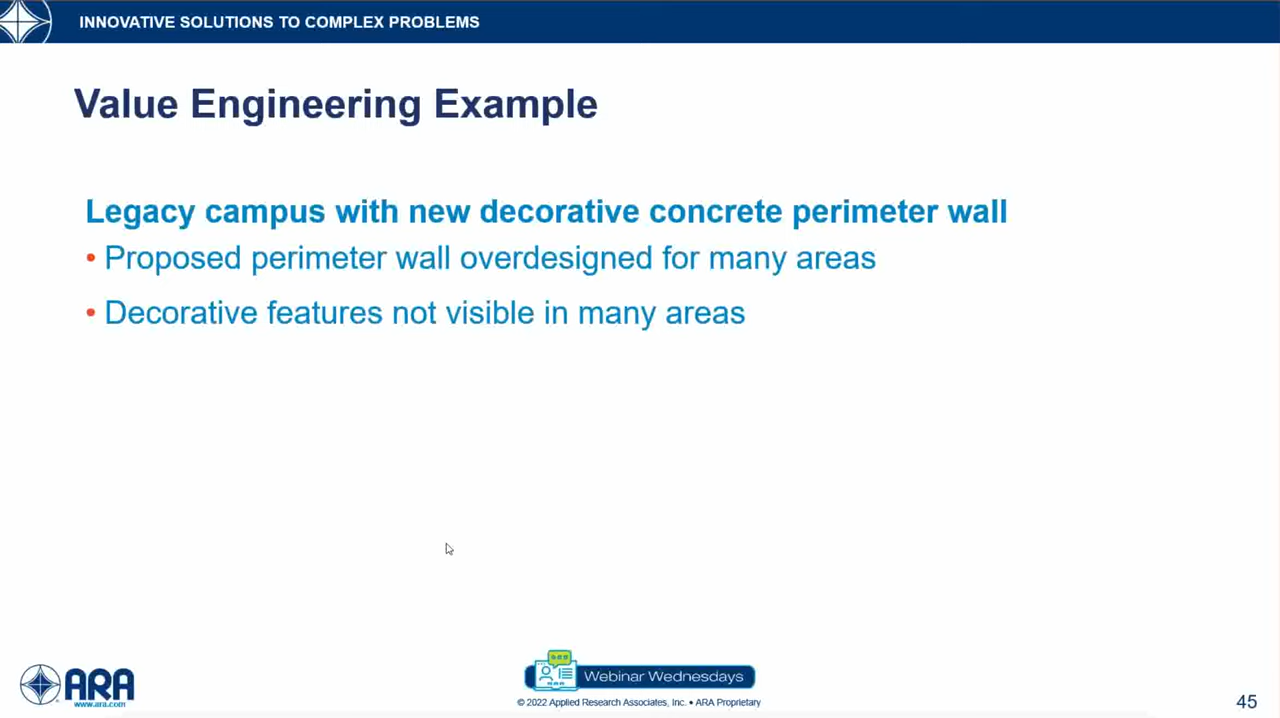 INNOVATIVE SOLUTIONS TO COMPLEX PROBLEMS
Value Engineering Example
Legacy campus with new decorative concrete perimeter wall
• Proposed perimeter wall overdesigned for many areas
• Decorative features not visible in many areas
ARA
www.ara.com
Webinar Wednesdays
© 2022 Applied Research Associates, Inc. • ARA Proprietary
45